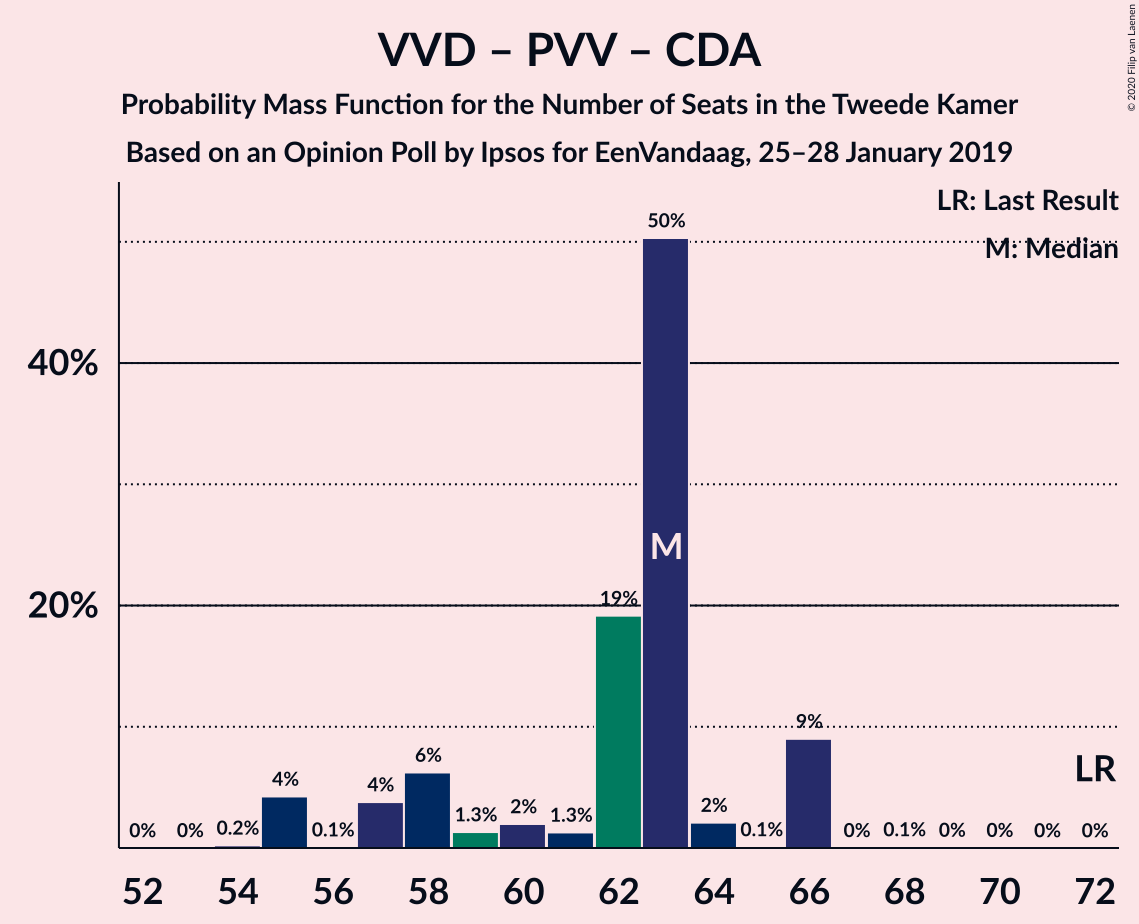 VVD – PVV – CDA
Probability Mass Function for the Number of Seats in the Tweede Kamer
Based on an Opinion Poll by Ipsos for EenVandaag, 25–28 January 2019
© 2020 Filip van Laenen
LR: Last Result
M: Median
50%
40%
M
19%
20%
9%
LR
6%
4%
4%
2%
2%
1.3%
1.3%
0% 0% 0.2% 0.1% 0.1% 0% 0.1% 0% 0% 0% 0%
52 54 56 58 60 62 64 66 68 70 72